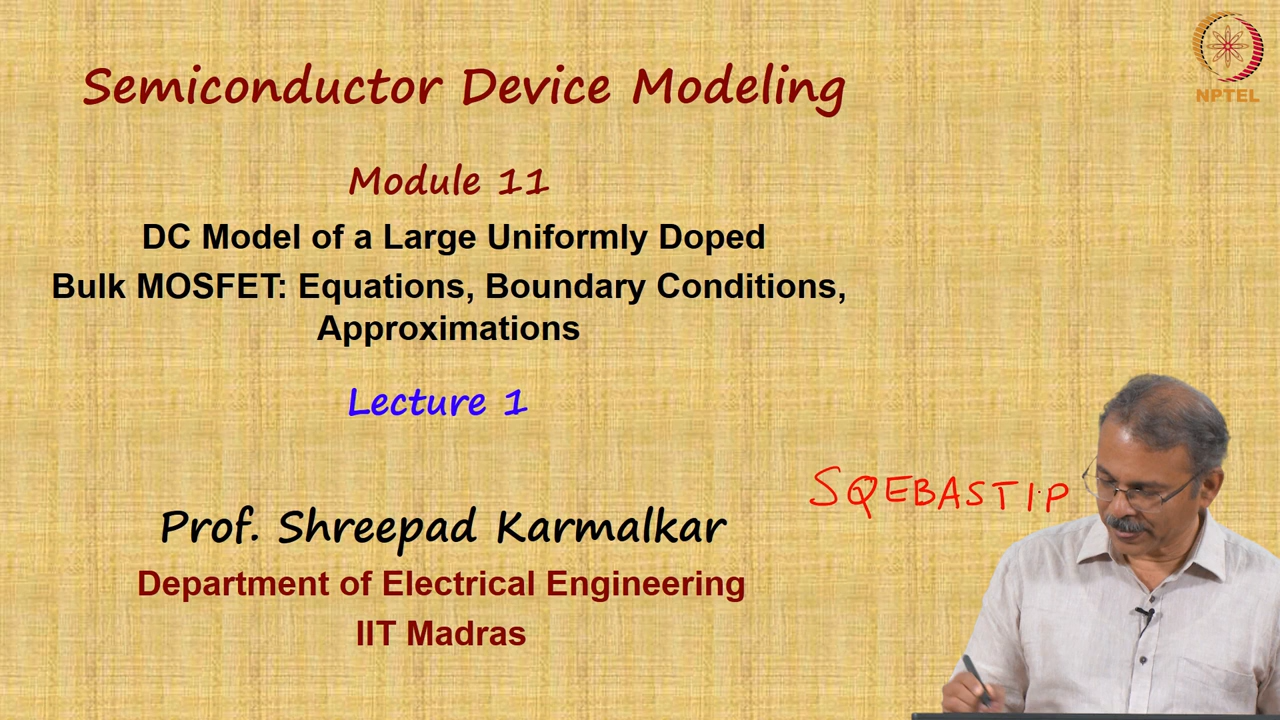 Semiconductor Device Modeling
NPTEL
Module 11
DC Model of a Large Uniformly Doped
Bulk MOSFET: Equations, Boundary Conditions,
Approximations
Lecture 1
SQEBASTIP
Prof. Shreepad Karmalkar
Department of Electrical Engineering
IIT Madras